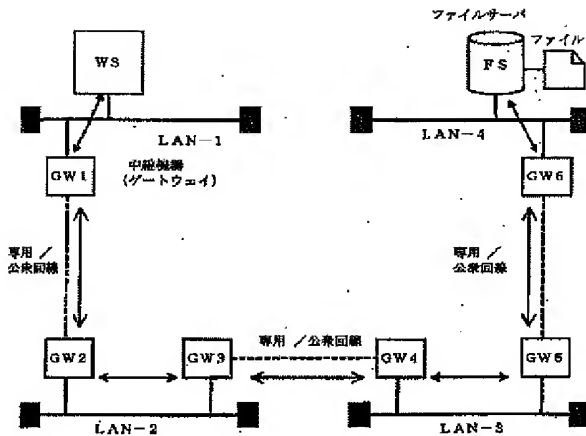 ファイルサーバ
ファイル
WS
FS
LAN-1
LAN-4
GW1
中継機器
(ゲートウェイ)
GW6
専用/
公衆回線
専用/
公衆回線
専用/公衆回線
GW2
GW3
GW4
GW5
LAN-2
LAN-3